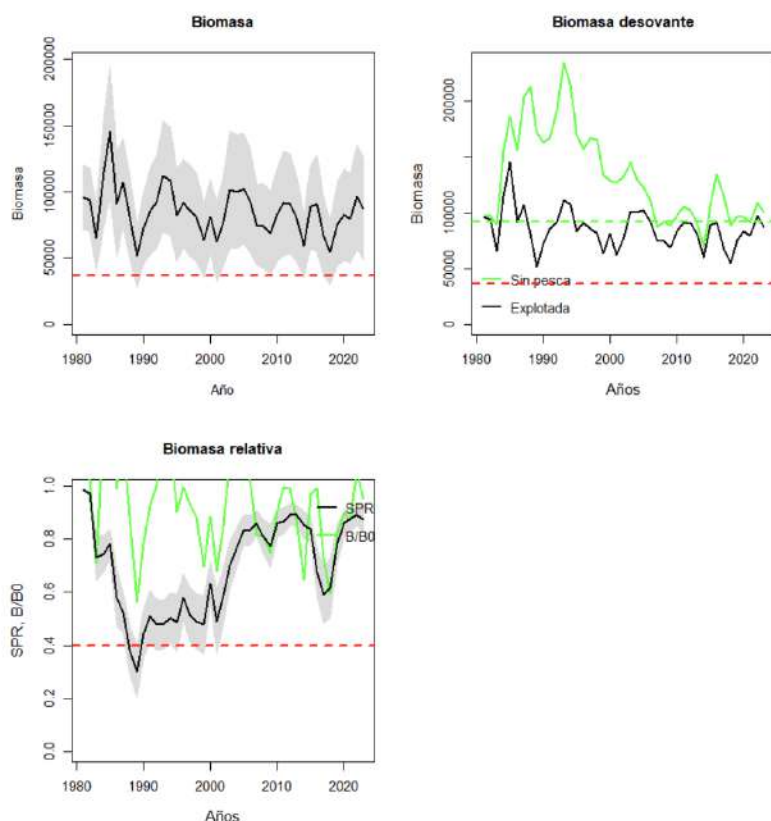 Biomasa
Biomasa
200000
150000
100000
50000
0
1980
1990
2000
2010
2020
Año
Biomasa desovante
Biomasa
200000
100000
50000
0
Sin pesca
Explotada
1980
1990
2000
2010
2020
Años
Biomasa relativa
SPR, B/B0
1.0
0.8
0.6
0.4
0.2
0.0
SPR
B/B0
1980
1990
2000
2010
2020
Años